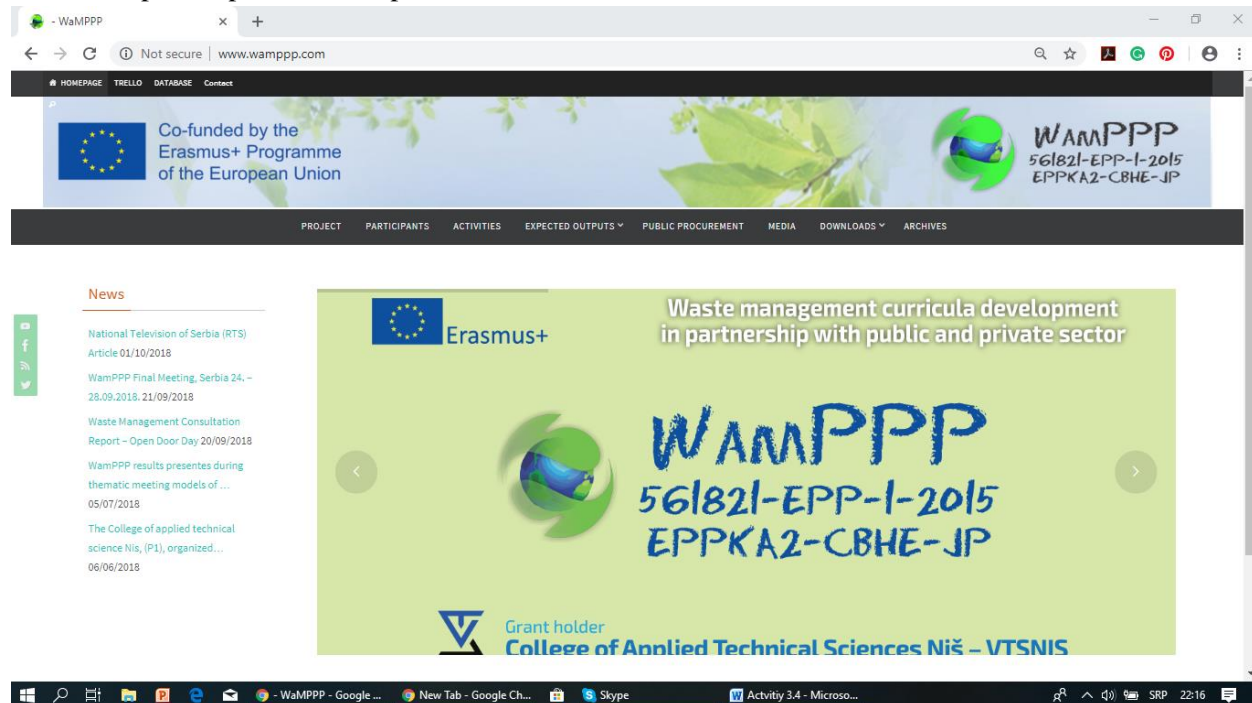 - WaMPPP
Not secure | www.wamppp.com
HOMEPAGE TRELLO DATABASE Contact
Co-funded by the
Erasmus+ Programme
of the European Union
WamPPP
561821-EPP-1-2015
EPPKA2-CBHE-JP
PROJECT PARTICIPANTS ACTIVITIES EXPECTED OUTPUTS PUBLIC PROCUREMENT MEDIA DOWNLOADS ARCHIVES
News
National Television of Serbia (RTS)
Article 01/10/2018
WamPPP Final Meeting, Serbia 24. –
28.09.2018. 21/09/2018
Waste Management Consultation
Report – Open Door Day 20/09/2018
WamPPP results presentes during
thematic meeting models of …
05/07/2018
The College of applied technical
science Nis, (P1), organized…
06/06/2018
Erasmus+
Waste management curricula development
in partnership with public and private sector
WamPPP
561821-EPP-1-2015
EPPKA2-CBHE-JP
Grant holder
College of Applied Technical Sciences Niš – VTSNIS
- WaMPPP - Google ... New Tab - Google Ch... Skype Actvitiy 3.4 - Microso... SRP 22:16